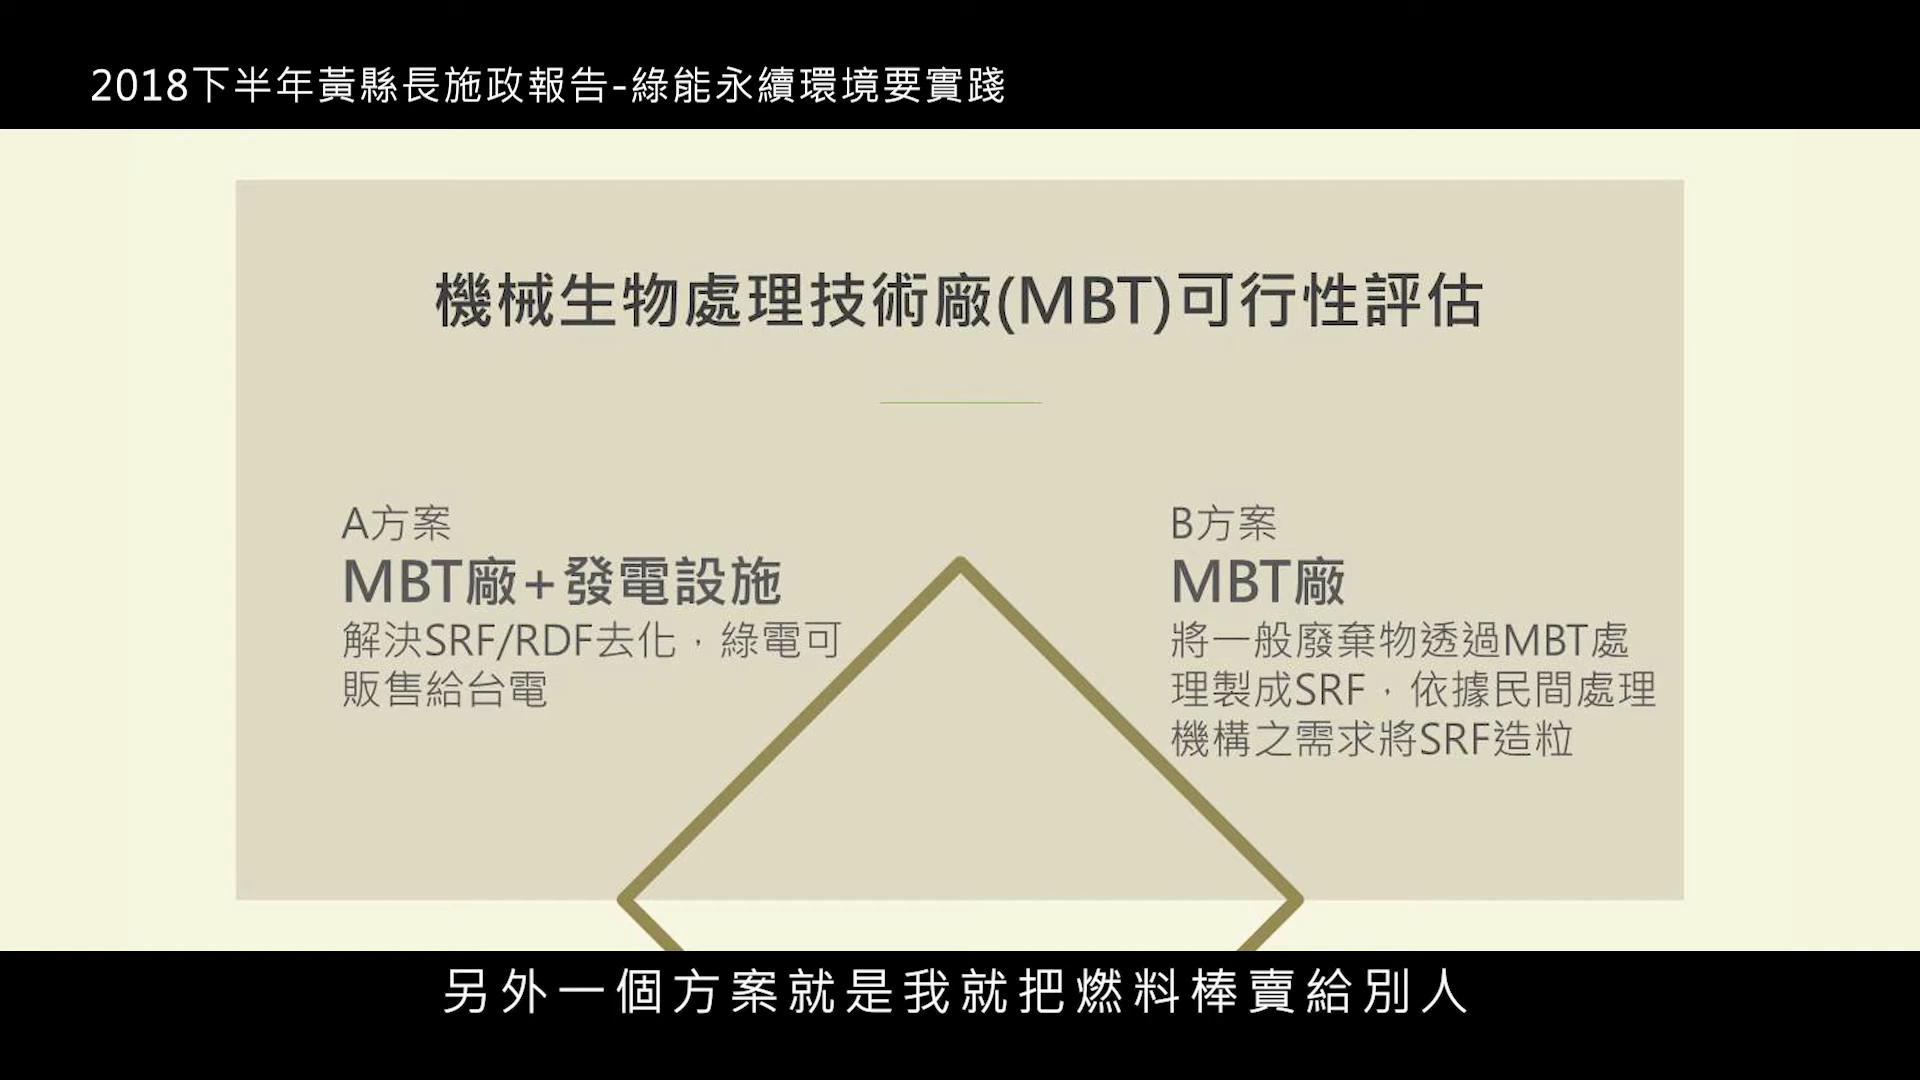 2018下半年黃縣長施政報告-綠能永續環境要實踐
機械生物處理技術廠(MBT)可行性評估
A方案
MBT廠+發電設施
解決SRF/RDF去化，綠電可
販售給台電
B方案
MBT廠
將一般廢棄物透過MBT處
理製成SRF，依據民間處理
機構之需求將SRF造粒
另外一個方案就是我就把燃料棒賣給別人